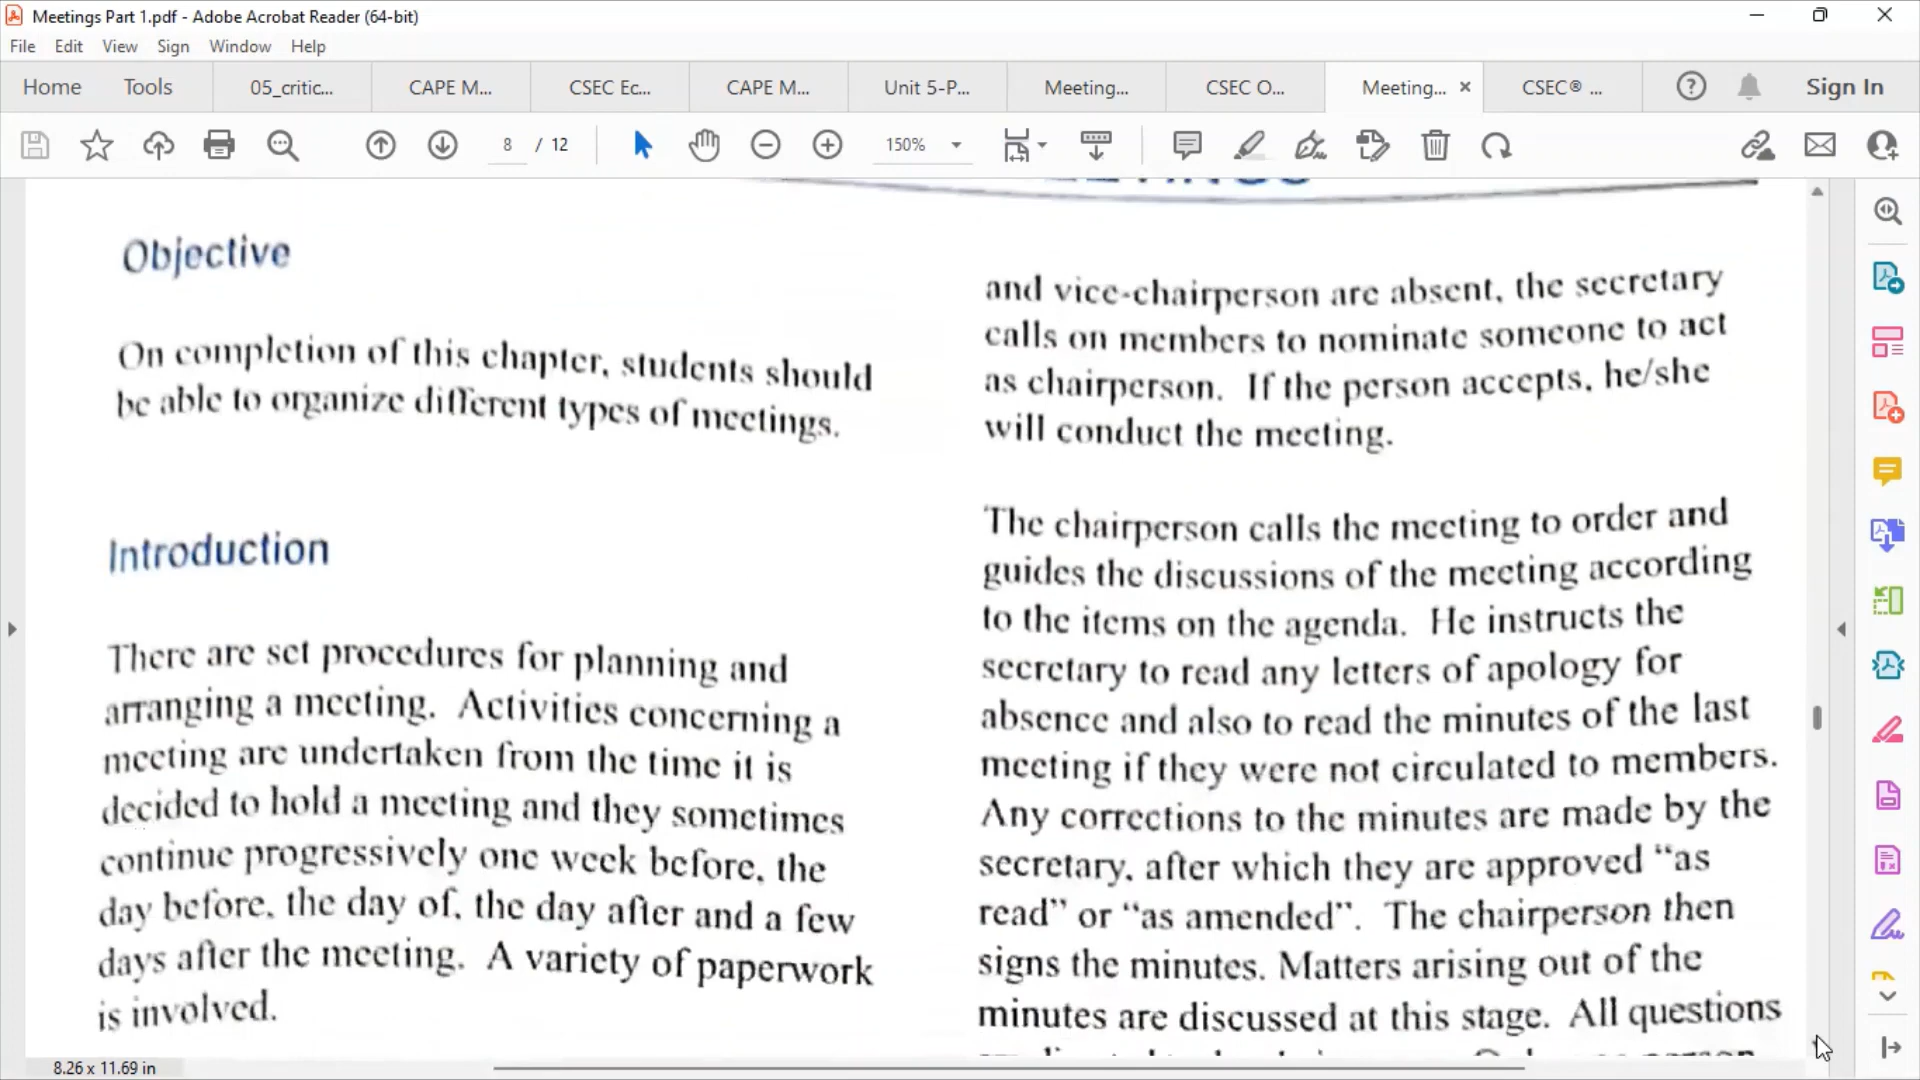 Meetings Part 1.pdf - Adobe Acrobat Reader (64-bit)
File Edit View Sign Window Help
Home Tools 05_critic... CAPE M... CSEC Ec... CAPE M... Unit 5-P... Meeting... CSEC O... Meeting... × CSEC® ... Sign In
8 / 12 150%
Objective
On completion of this chapter, students should
be able to organize different types of meetings.
Introduction
There are set procedures for planning and
arranging a meeting. Activities concerning a
meeting are undertaken from the time it is
decided to hold a meeting and they sometimes
continue progressively one week before, the
day before, the day of, the day after and a few
days after the meeting. A variety of paperwork
is involved.
and vice-chairperson are absent, the secretary
calls on members to nominate someone to act
as chairperson. If the person accepts, he/she
will conduct the meeting.
The chairperson calls the meeting to order and
guides the discussions of the meeting according
to the items on the agenda. He instructs the
secretary to read any letters of apology for
absence and also to read the minutes of the last
meeting if they were not circulated to members.
Any corrections to the minutes are made by the
secretary, after which they are approved “as
read” or “as amended”. The chairperson then
signs the minutes. Matters arising out of the
minutes are discussed at this stage. All questions
8.26 x 11.69 in